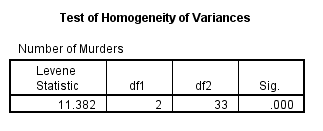 Test of Homogeneity of Variances
Number of Murders
Levene Statistic df1 df2 Sig.
11.382 2 33 .000